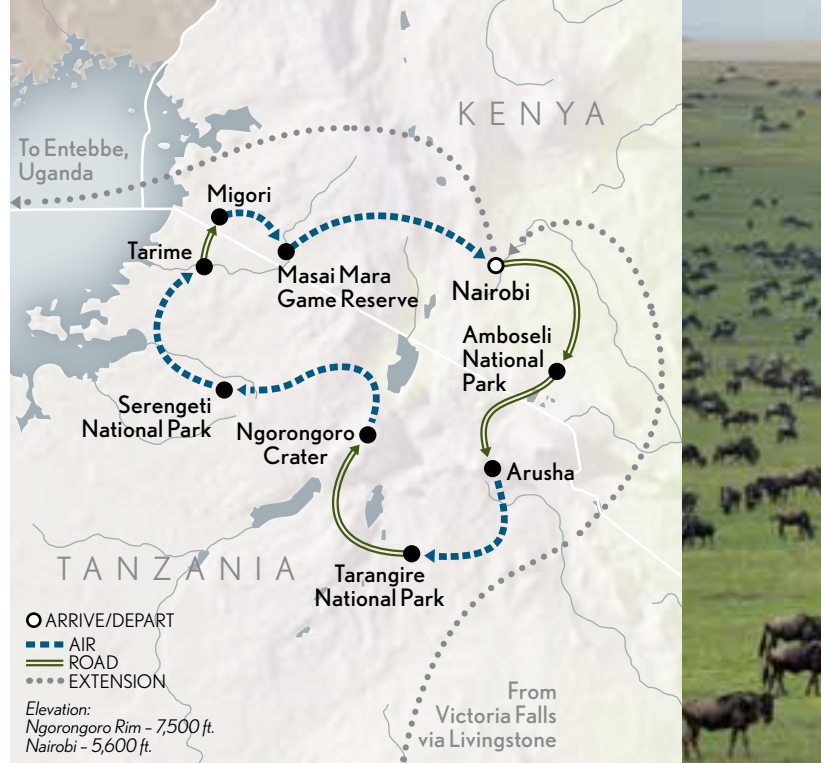 KENYA
To Entebbe,
Uganda
Migori
Tarime
Masai Mara
Game Reserve
Nairobi
Amboseli
National
Park
Serengeti
National Park
Ngorongoro
Crater
Arusha
TANZANIA
Tarangire
National Park
ARRIVE/DEPART
AIR
ROAD
EXTENSION
Elevation:
Ngorongoro Rim – 7,500 ft.
Nairobi – 5,600 ft.
From
Victoria Falls
via Livingstone